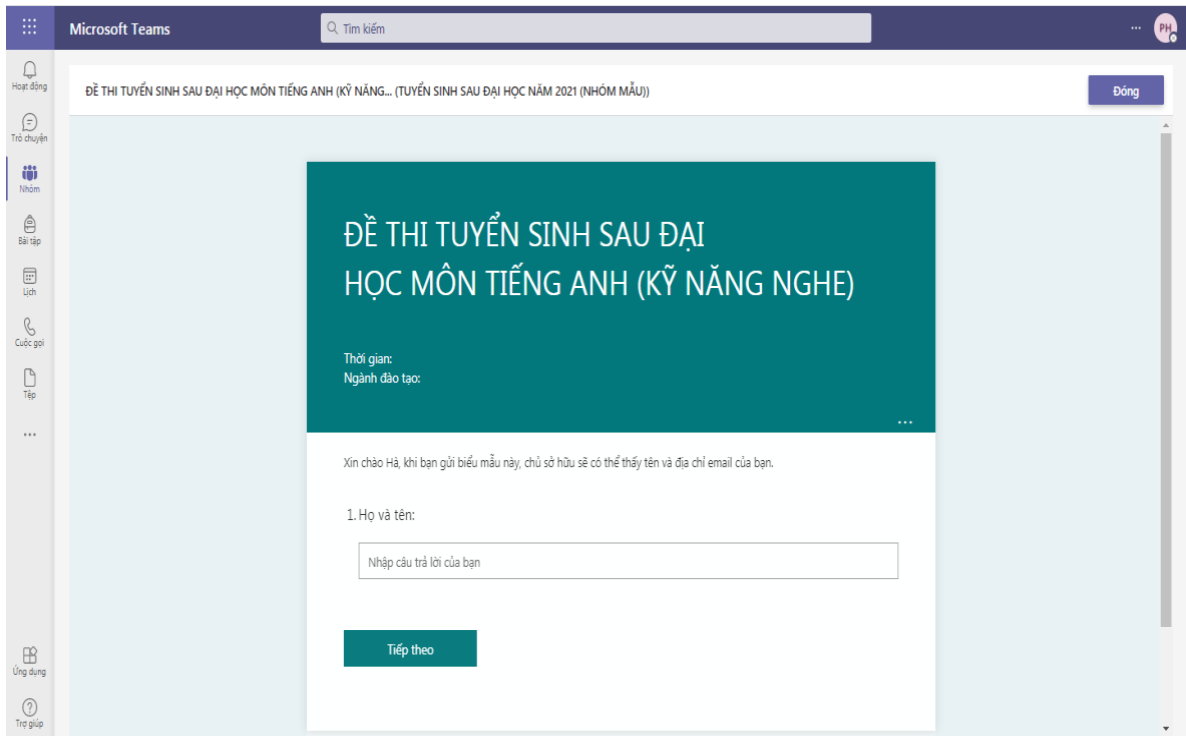 Microsoft Teams
Tìm kiếm
PH
Hoạt động
Trò chuyện
Nhóm
Bài tập
Lịch
Cuộc gọi
Tệp
Ứng dụng
Trợ giúp
ĐỀ THI TUYỂN SINH SAU ĐẠI HỌC MÔN TIẾNG ANH (KỸ NĂNG... (TUYỂN SINH SAU ĐẠI HỌC NĂM 2021 (NHÓM MẪU))
Đóng
ĐỀ THI TUYỂN SINH SAU ĐẠI
HỌC MÔN TIẾNG ANH (KỸ NĂNG NGHE)
Thời gian:
Ngành đào tạo:
Xin chào Hà, khi bạn gửi biểu mẫu này, chủ sở hữu sẽ có thể thấy tên và địa chỉ email của bạn.
1. Họ và tên:
Nhập câu trả lời của bạn
Tiếp theo